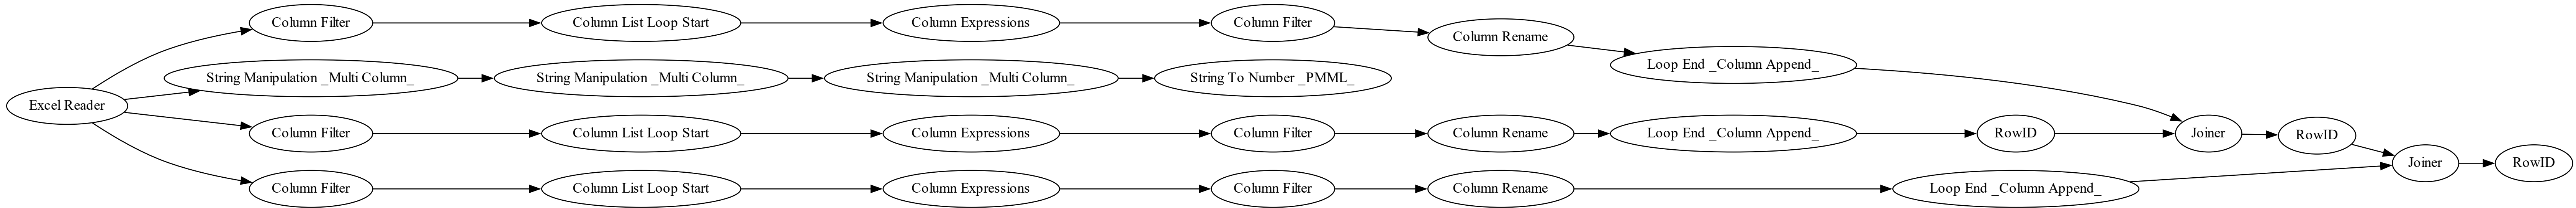 Column Filter
Column List Loop Start
Column Expressions
Column Filter
Column Rename
Loop End _Column Append_
Excel Reader
String Manipulation _Multi Column_
String Manipulation _Multi Column_
String Manipulation _Multi Column_
String To Number _PMML_
Column Filter
Column List Loop Start
Column Expressions
Column Filter
Column Rename
Loop End _Column Append_
RowID
Joiner
RowID
Joiner
RowID
Column Filter
Column List Loop Start
Column Expressions
Column Filter
Column Rename
Loop End _Column Append_